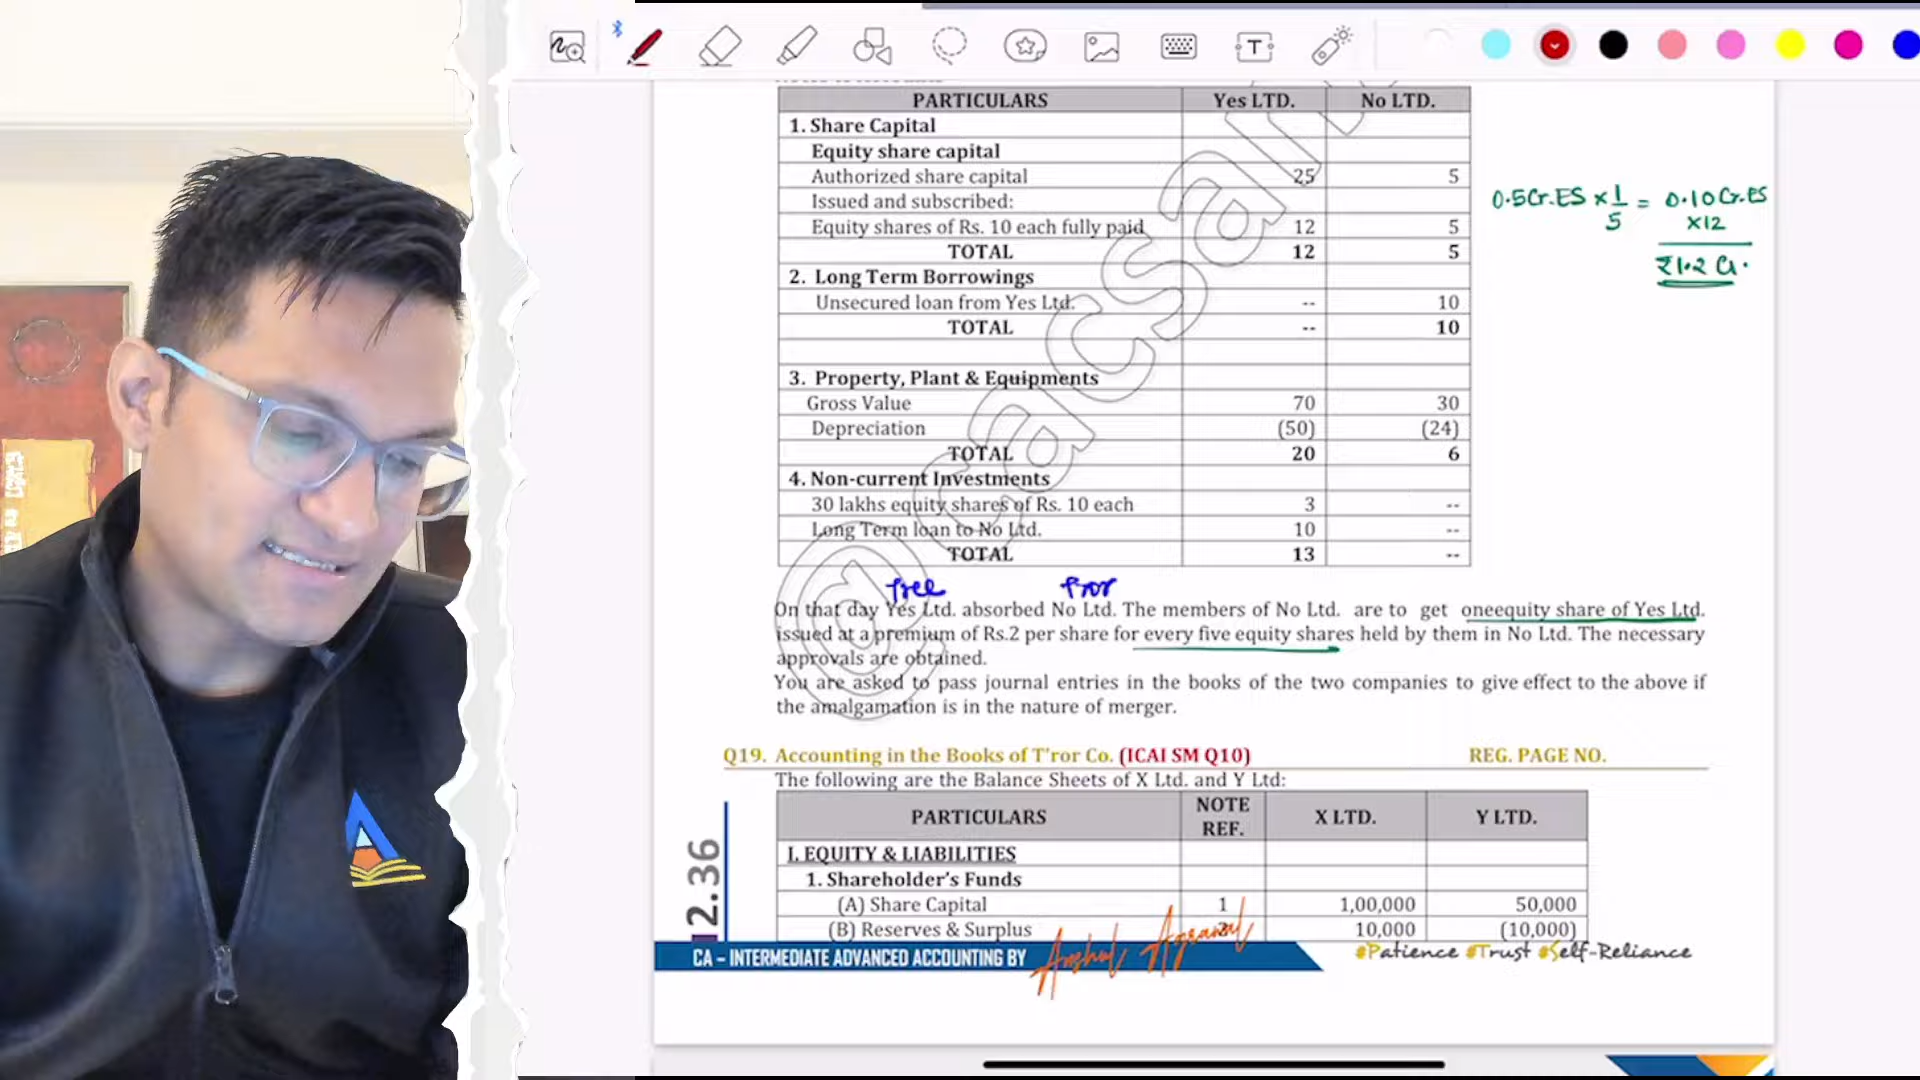 T
PARTICULARS Yes LTD. No LTD.
1. Share Capital
Equity share capital
Authorized share capital 25 5
Issued and subscribed:
Equity shares of Rs. 10 each fully paid 12 5
TOTAL 12 5
2. Long Term Borrowings
Unsecured loan from Yes Ltd. -- 10
TOTAL -- 10
3. Property, Plant & Equipments
Gross Value 70 30
Depreciation (50) (24)
TOTAL 20 6
4. Non-current Investments
30 lakhs equity shares of Rs. 10 each 3 --
Long Term loan to No Ltd. 10 --
TOTAL 13 --
0.5Cr.ES × 1/5 = 0.10Cr.ES
×12
₹1.2 Cr.
Tree Tror
On that day Yes Ltd. absorbed No Ltd. The members of No Ltd. are to get oneequity share of Yes Ltd.
issued at a premium of Rs.2 per share for every five equity shares held by them in No Ltd. The necessary
approvals are obtained.
You are asked to pass journal entries in the books of the two companies to give effect to the above if
the amalgamation is in the nature of merger.
Q19. Accounting in the Books of T'ror Co. (ICAI SM Q10) REG. PAGE NO.
The following are the Balance Sheets of X Ltd. and Y Ltd:
PARTICULARS NOTE REF. X LTD. Y LTD.
I. EQUITY & LIABILITIES
1. Shareholder's Funds
(A) Share Capital 1 1,00,000 50,000
(B) Reserves & Surplus 2 10,000 (10,000)
2.36
CA – INTERMEDIATE ADVANCED ACCOUNTING BY Anshul Agrawal
#Patience #Trust #Self-Reliance